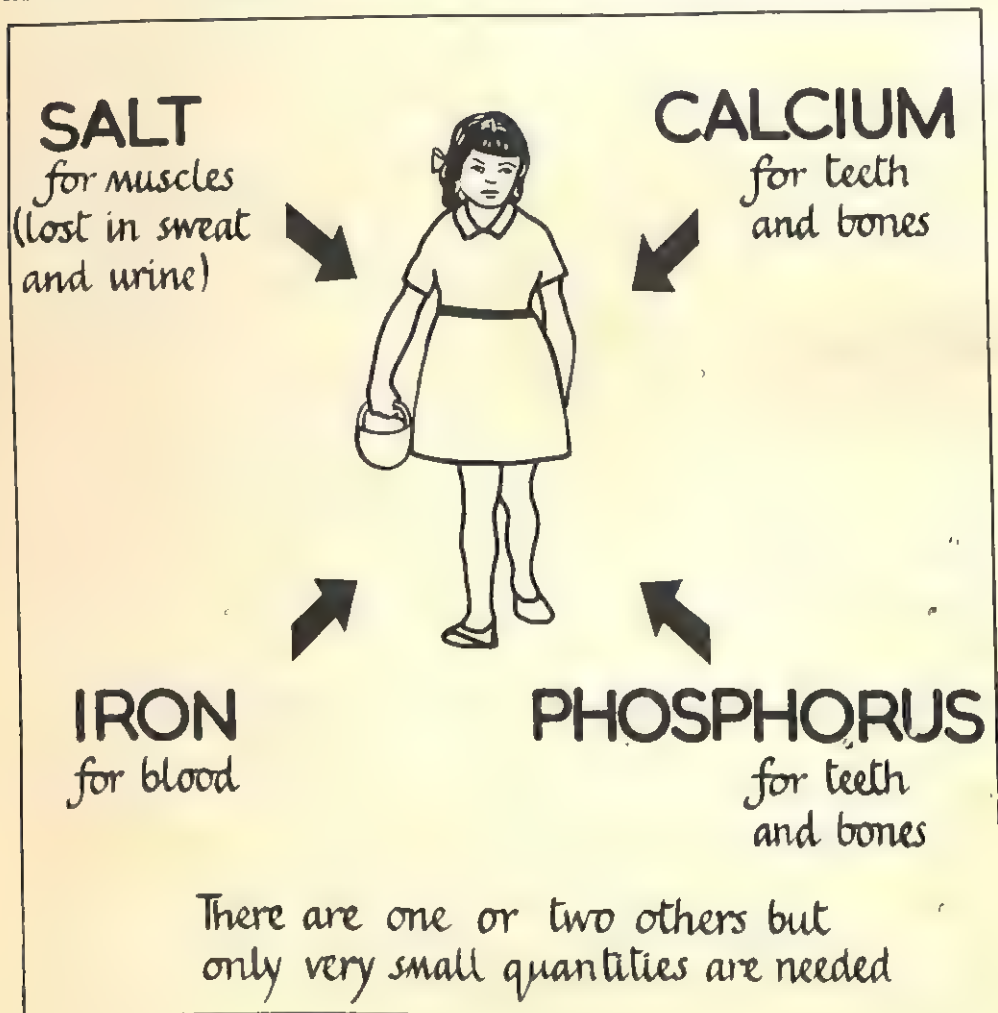 SALT
for muscles
(lost in sweat
and urine)
CALCIUM
for teeth
and bones
IRON
for blood
PHOSPHORUS
for teeth
and bones
There are one or two others but
only very small quantities are needed